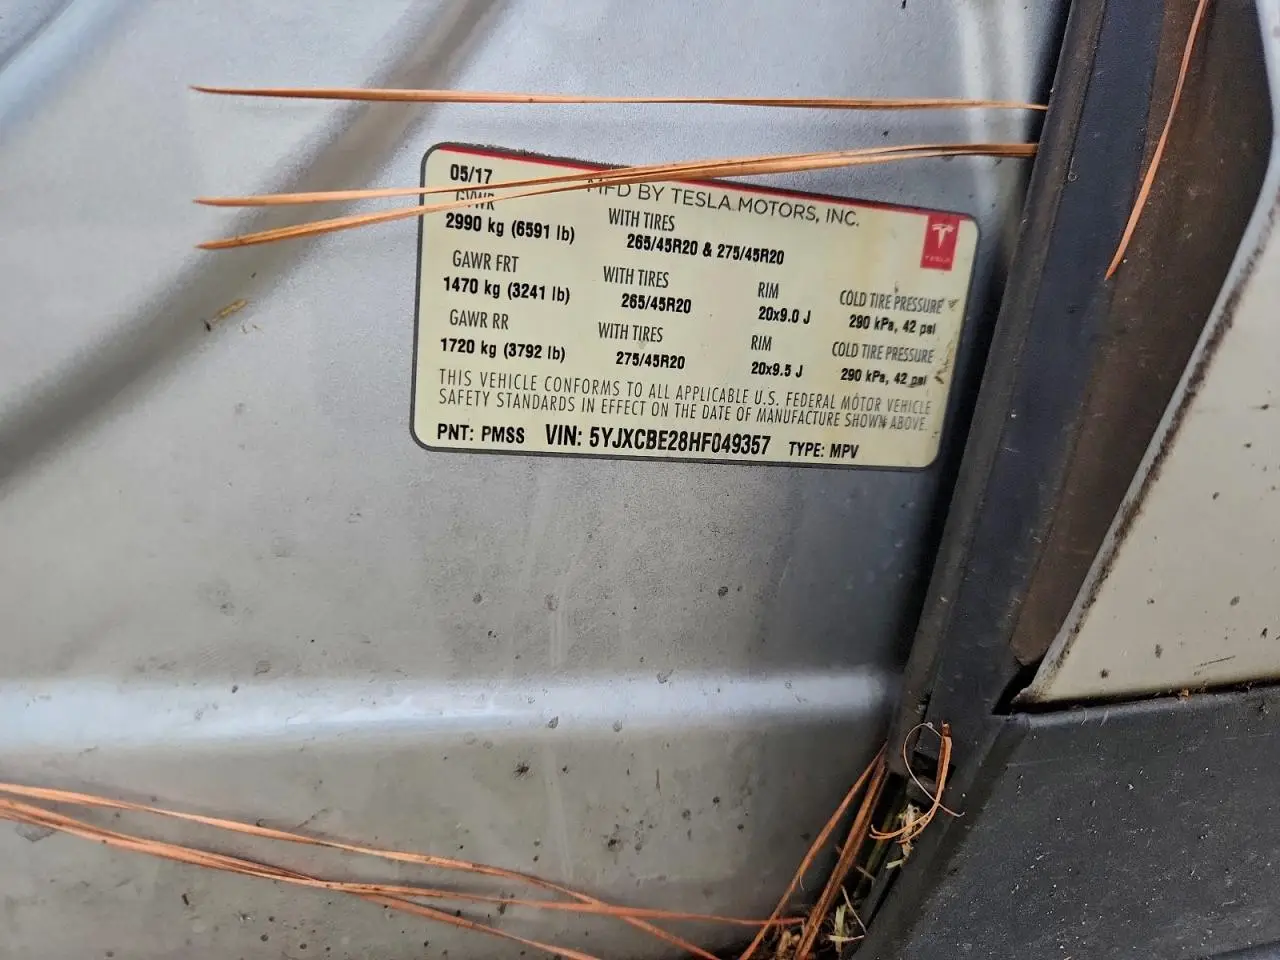 05/17 MFD BY TESLA MOTORS, INC.
GVWR
2990 kg (6591 lb) WITH TIRES 265/45R20 & 275/45R20
TESLA
GAWR FRT WITH TIRES RIM COLD TIRE PRESSURE
1470 kg (3241 lb) 265/45R20 20x9.0 J 290 kPa, 42 psi
GAWR RR WITH TIRES RIM COLD TIRE PRESSURE
1720 kg (3792 lb) 275/45R20 20x9.5 J 290 kPa, 42 psi
THIS VEHICLE CONFORMS TO ALL APPLICABLE U.S. FEDERAL MOTOR VEHICLE
SAFETY STANDARDS IN EFFECT ON THE DATE OF MANUFACTURE SHOWN ABOVE.
PNT: PMSS VIN: 5YJXCBE28HF049357 TYPE: MPV